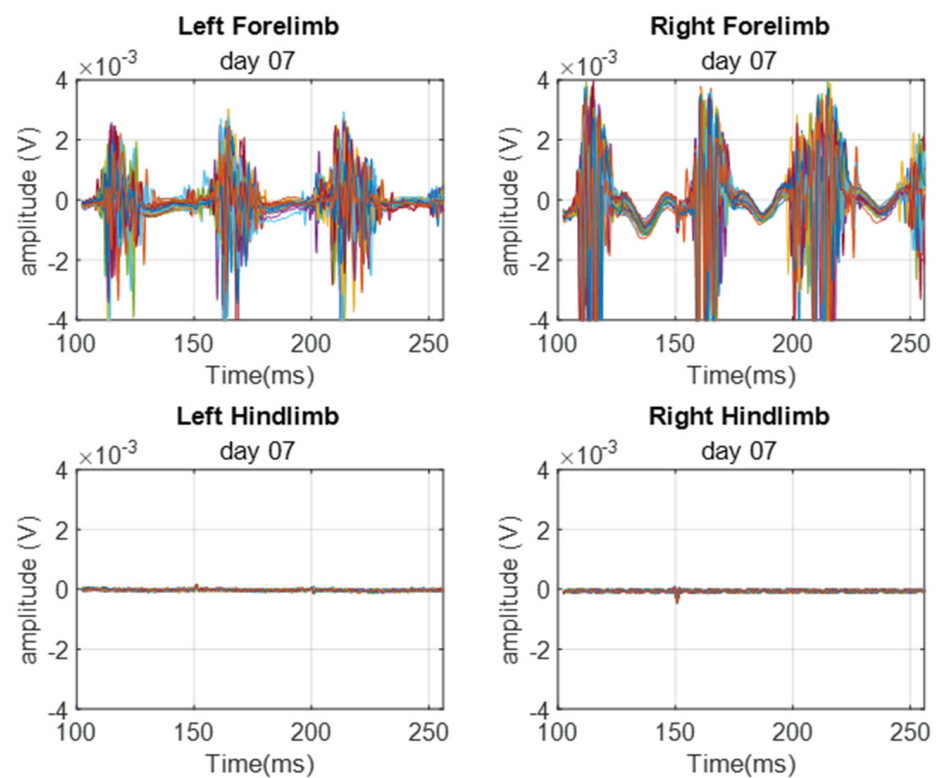 Left Forelimb
day 07
×10-3
4
2
0
-2
-4
amplitude (V)
100 150 200 250
Time(ms)
Right Forelimb
day 07
×10-3
4
2
0
-2
-4
amplitude (V)
100 150 200 250
Time(ms)
Left Hindlimb
day 07
×10-3
4
2
0
-2
-4
amplitude (V)
100 150 200 250
Time(ms)
Right Hindlimb
day 07
×10-3
4
2
0
-2
-4
amplitude (V)
100 150 200 250
Time(ms)